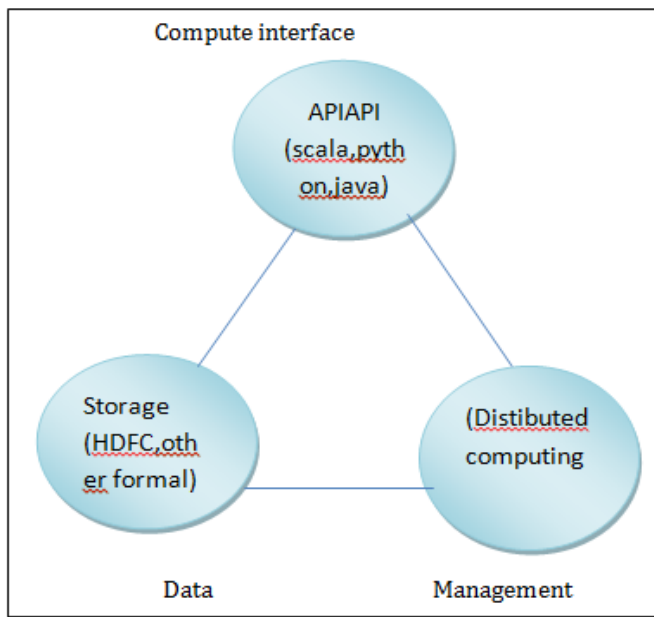 Compute interface
APIAPI
(scala,pyth
on,java)
Storage
(HDFC,oth
er formal)
(Distibuted
computing
Data
Management